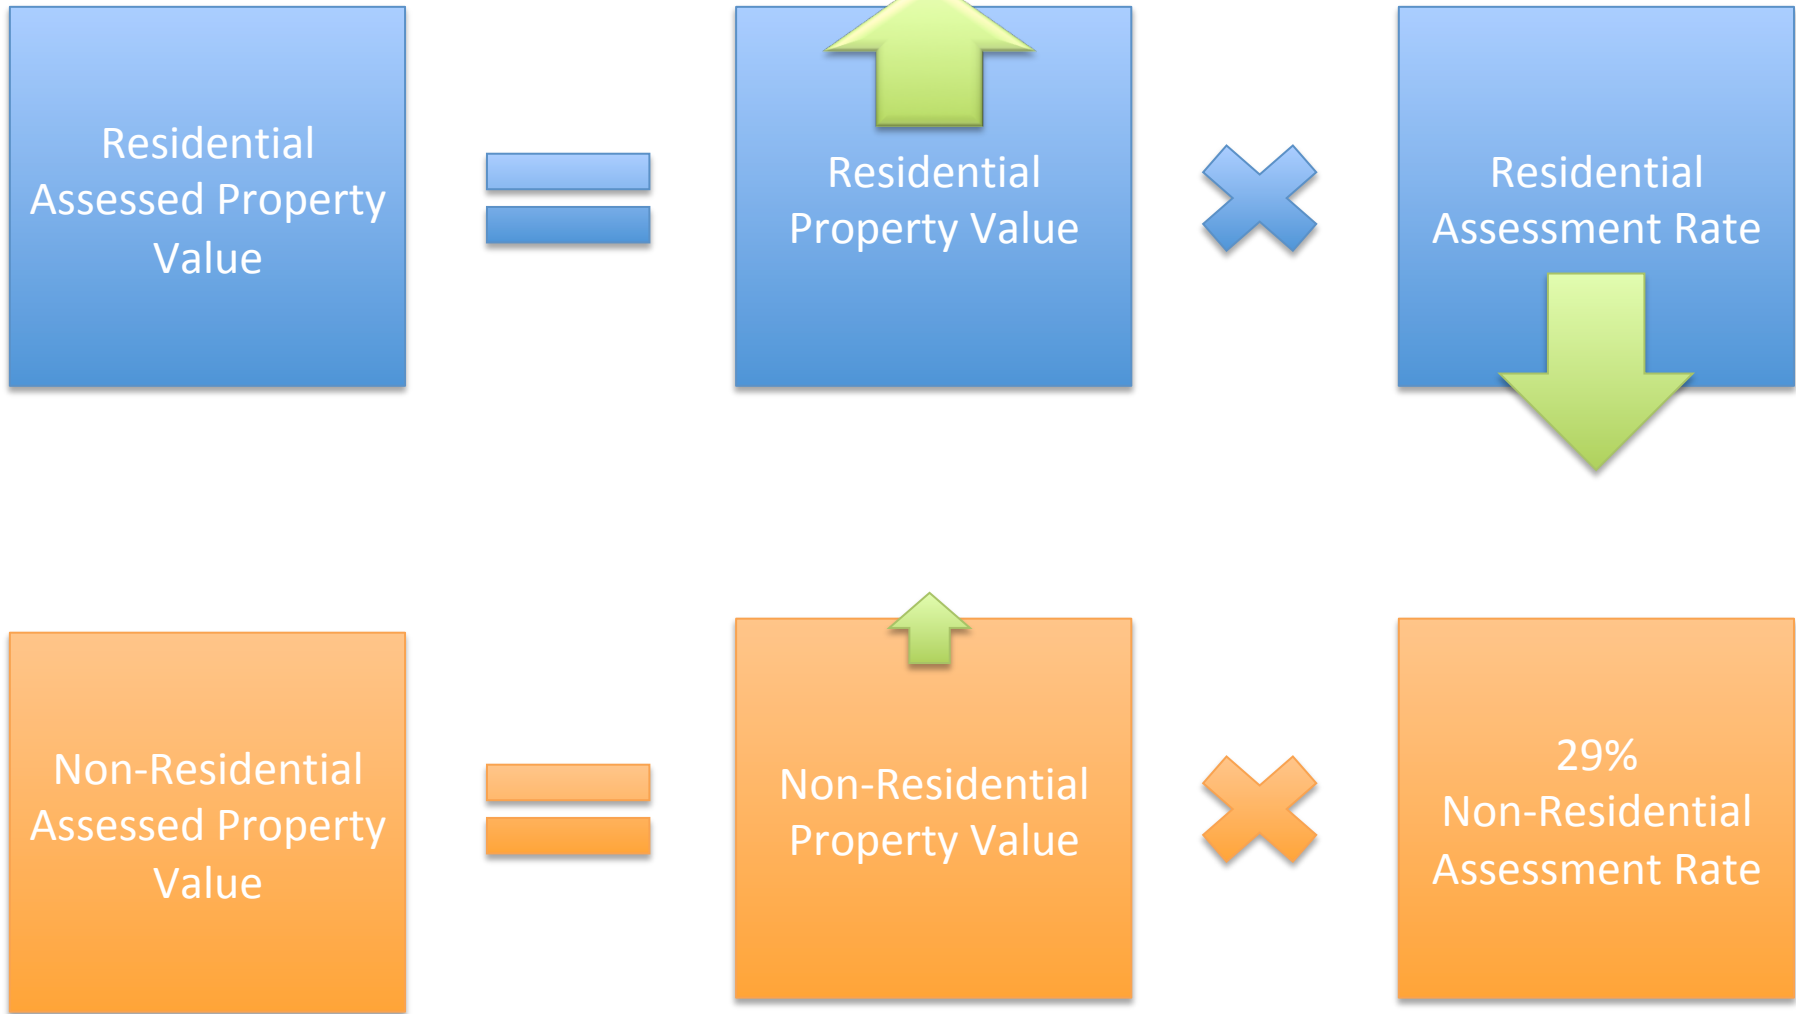 Residential
Assessed Property
Value
Residential
Property Value
Residential
Assessment Rate
Non-Residential
Assessed Property
Value
Non-Residential
Property Value
29%
Non-Residential
Assessment Rate